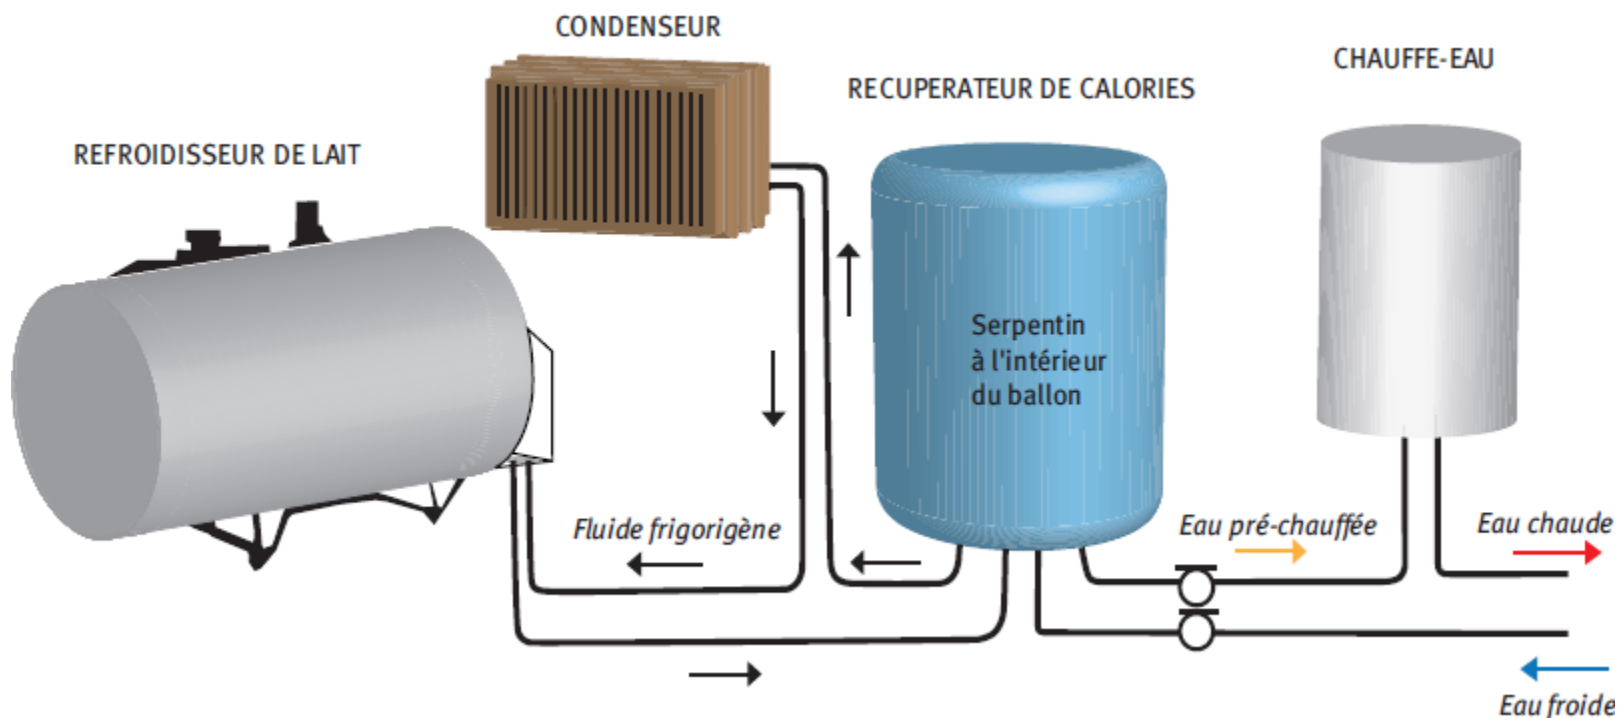 CONDENSEUR
CHAUFFE-EAU
RECUPERATEUR DE CALORIES
REFROIDISSEUR DE LAIT
Serpentin
à l'intérieur
du ballon
Fluide frigorigène
Eau pré-chauffée
Eau chaude
Eau froide